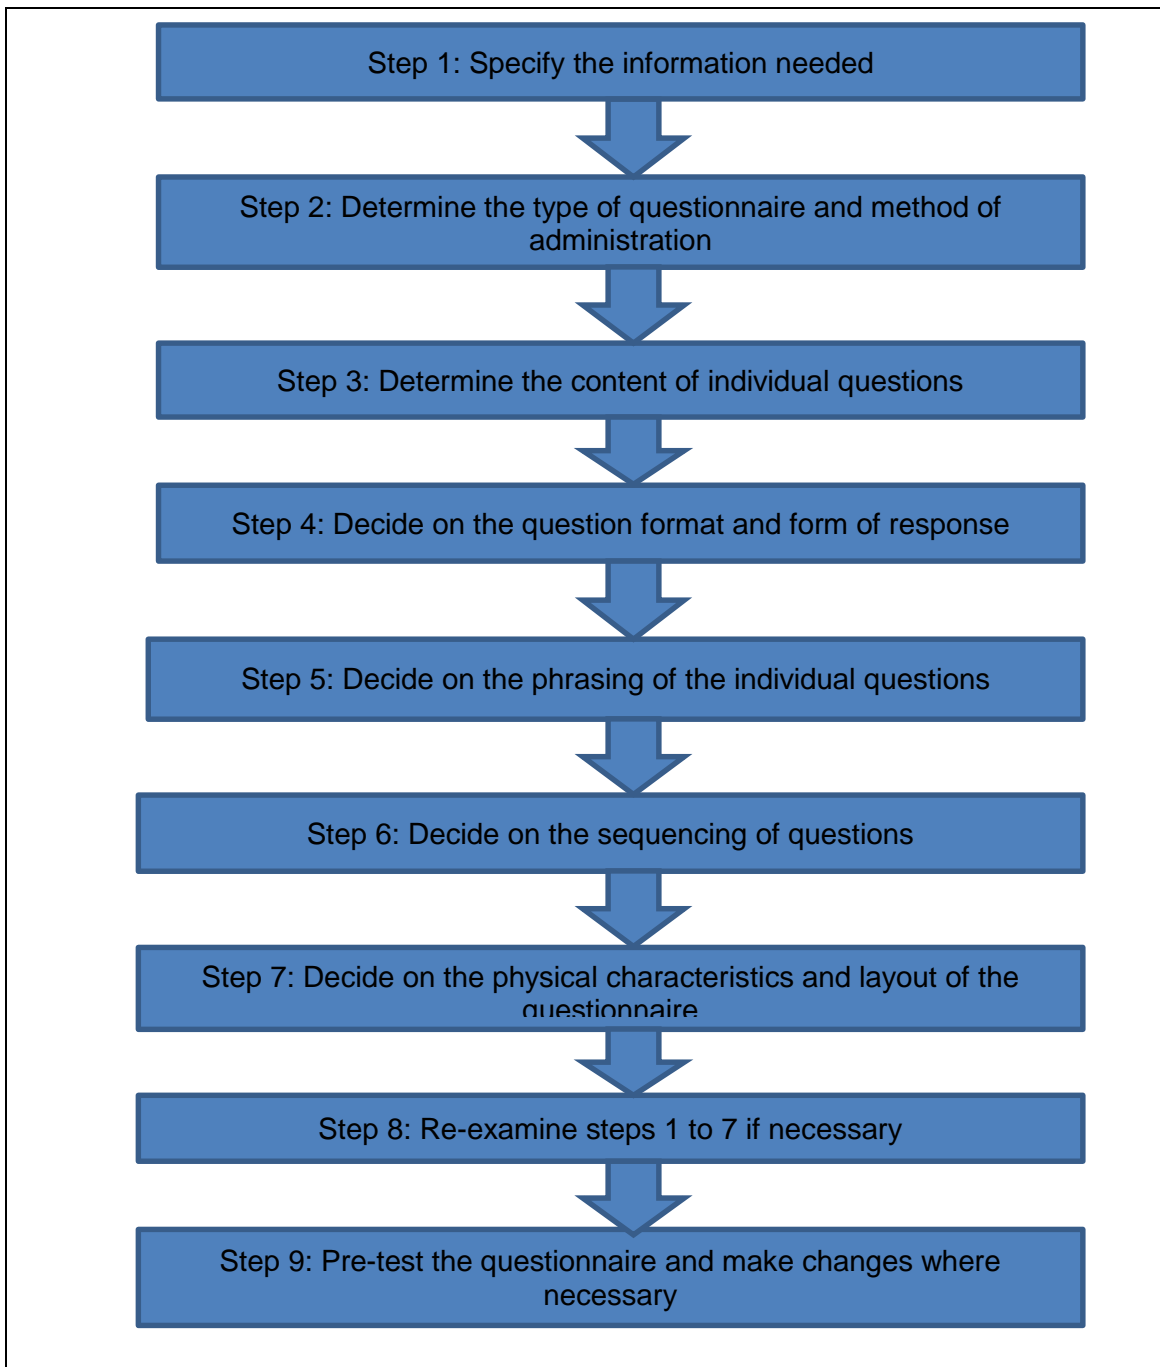 Step 1: Specify the information needed
Step 2: Determine the type of questionnaire and method of
administration
Step 3: Determine the content of individual questions
Step 4: Decide on the question format and form of response
Step 5: Decide on the phrasing of the individual questions
Step 6: Decide on the sequencing of questions
Step 7: Decide on the physical characteristics and layout of the
questionnaire
Step 8: Re-examine steps 1 to 7 if necessary
Step 9: Pre-test the questionnaire and make changes where
necessary